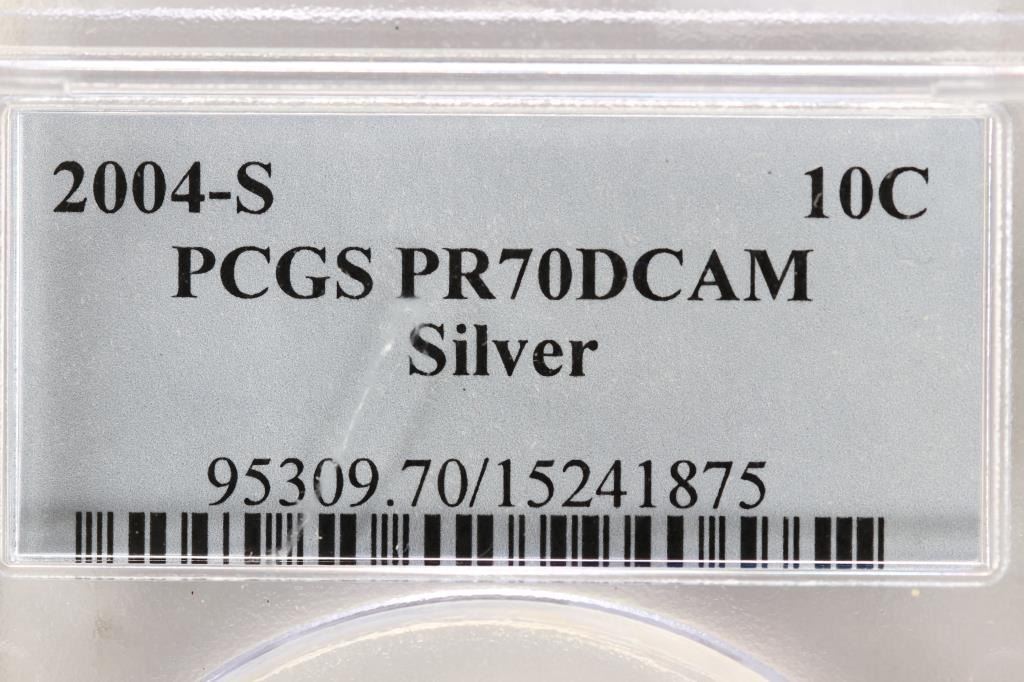 2004-S 10C
PCGS PR70DCAM
Silver
95309.70/15241875